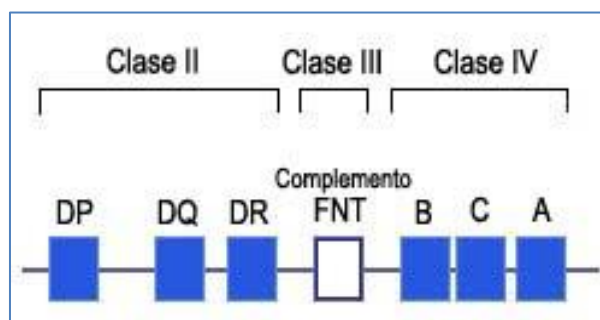 Clase II Clase III Clase IV
Complemento
DP DQ DR FNT B C A